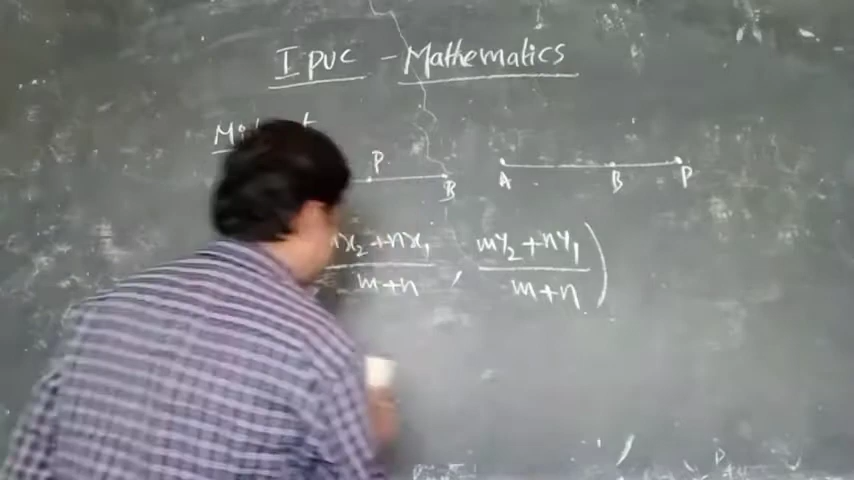 I PUC - Mathematics
P
B
A B P
x₂+nx₁ / m+n , my₂+ny₁ / m+n )